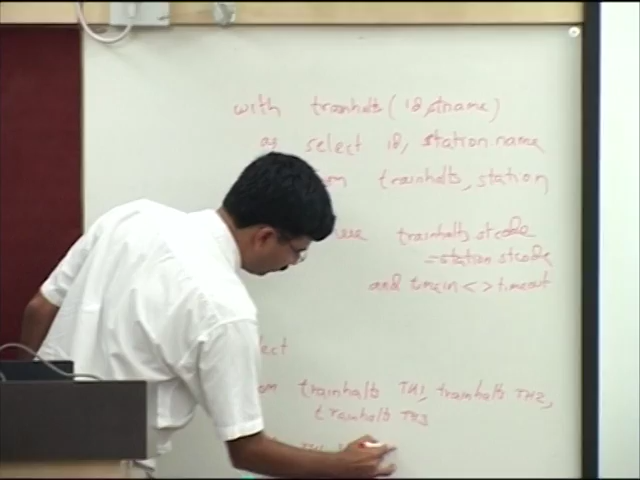 with trainhalts (id, stname)
as select id, station.name
trainhalts, station
trainhalts.stcode
= station.stcode
and timein <> timeout
trainhalts TH1, trainhalts TH2,
trainhalts TH3